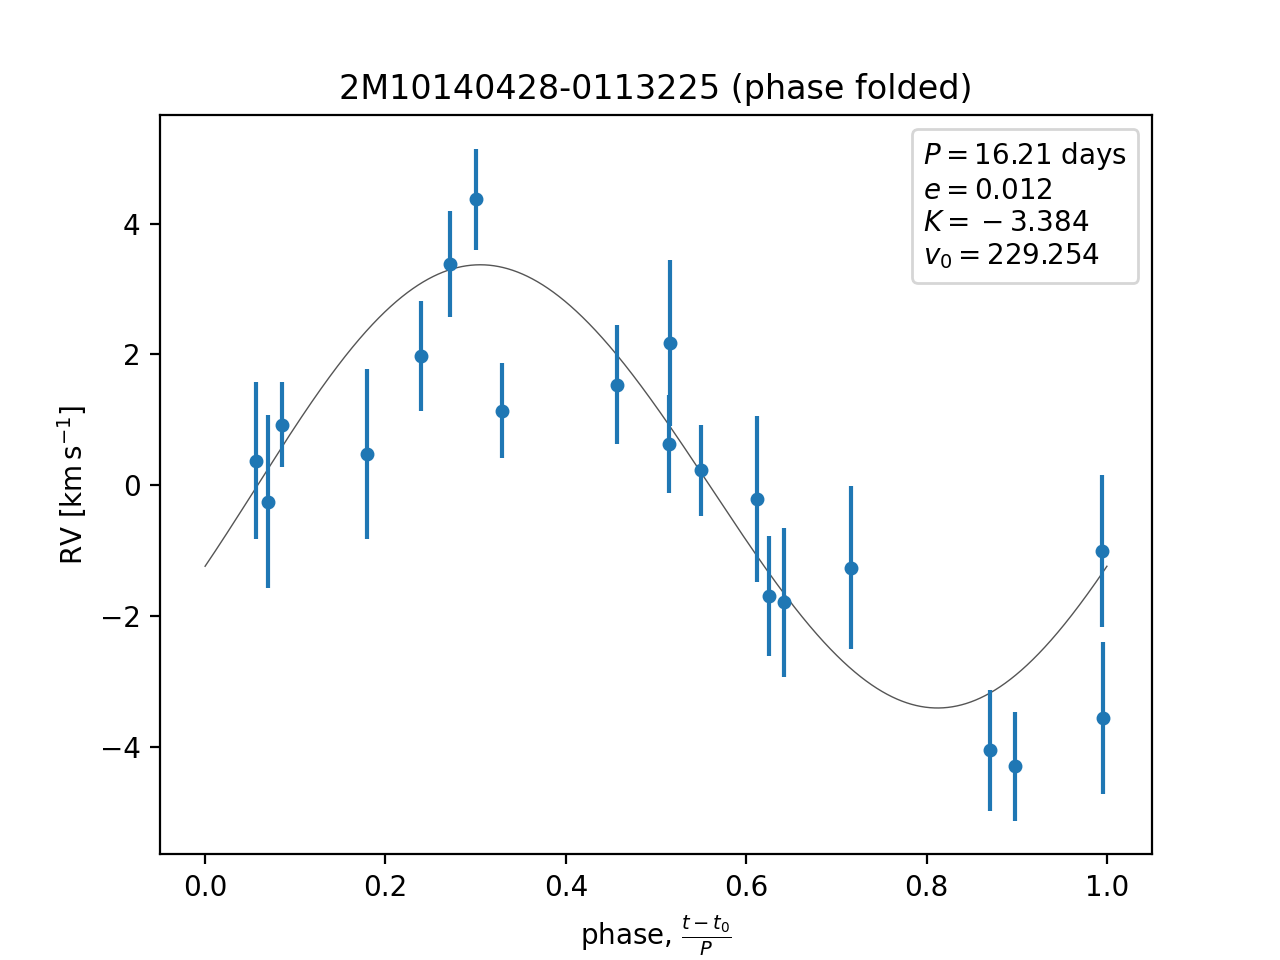 2M10140428-0113225 (phase folded)
P = 16.21 days
e = 0.012
K = −3.384
v₀ = 229.254
RV [km s⁻¹]
4
2
0
−2
−4
0.0 0.2 0.4 0.6 0.8 1.0
phase, (t − t₀)/P